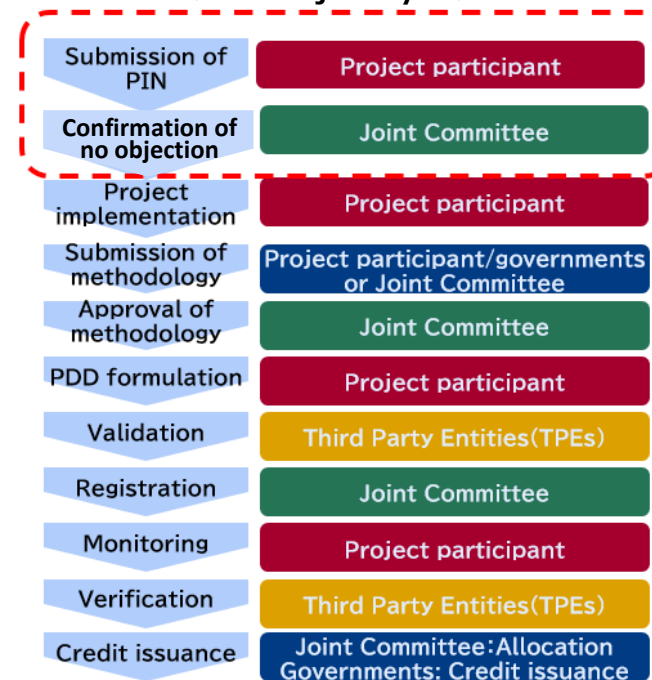 Submission of
PIN
Project participant
Confirmation of
no objection
Joint Committee
Project
implementation
Project participant
Submission of
methodology
Project participant/governments
or Joint Committee
Approval of
methodology
Joint Committee
PDD formulation
Project participant
Validation
Third Party Entities(TPEs)
Registration
Joint Committee
Monitoring
Project participant
Verification
Third Party Entities(TPEs)
Credit issuance
Joint Committee:Allocation
Governments: Credit issuance